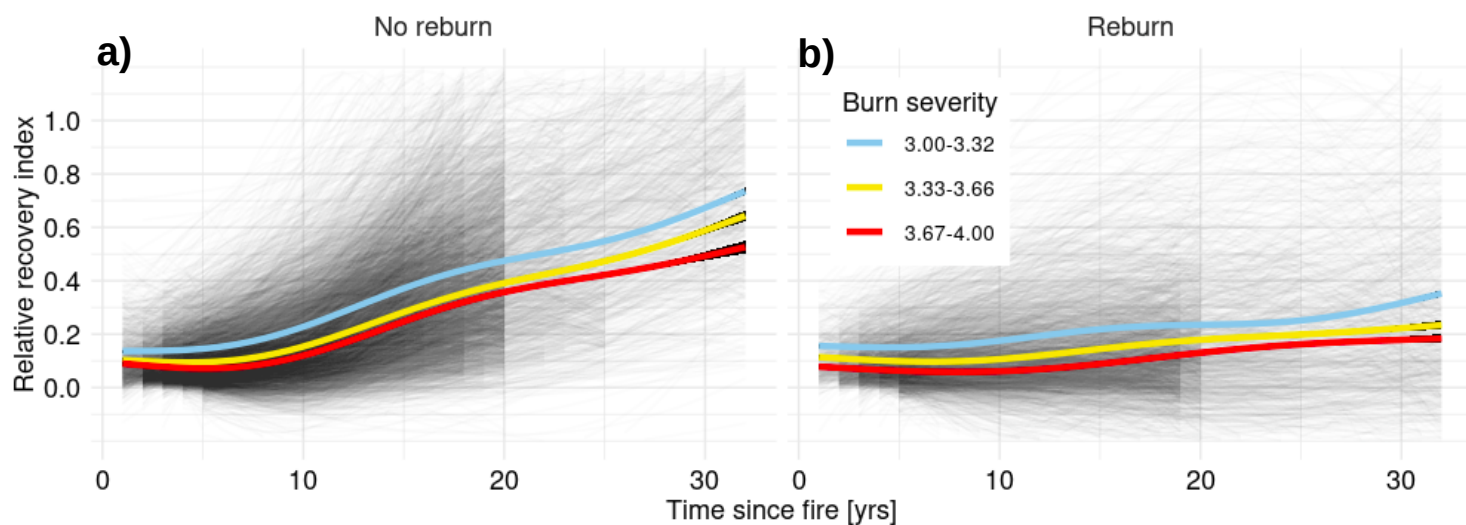 No reburn
Reburn
a)
b)
Burn severity
3.00-3.32
3.33-3.66
3.67-4.00
Relative recovery index
1.0
0.8
0.6
0.4
0.2
0.0
0
10
20
30
0
10
20
30
Time since fire [yrs]